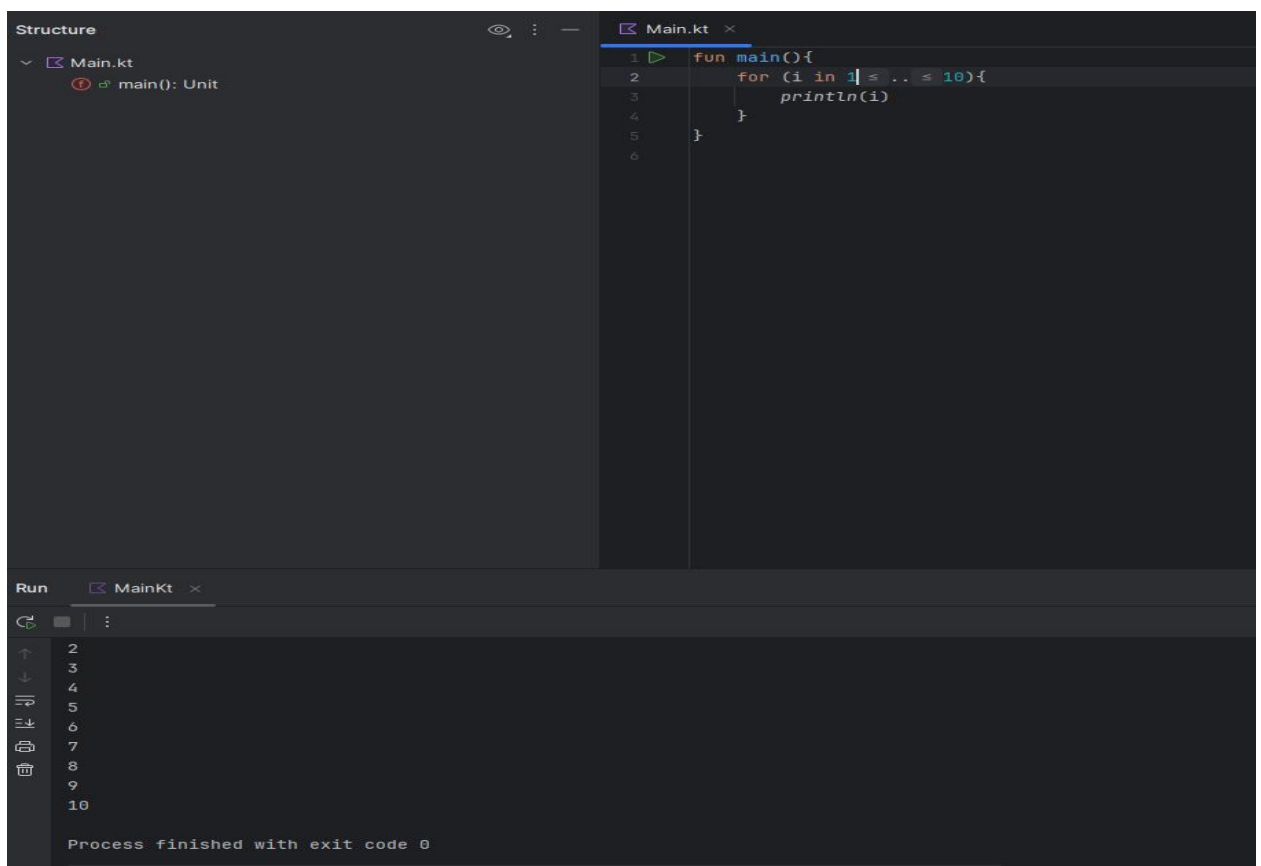 Structure
Main.kt
main(): Unit
Main.kt
1 fun main(){
2 for (i in 1 ≤ .. ≤ 10){
3 println(i)
4 }
5 }
6
Run MainKt
2
3
4
5
6
7
8
9
10
Process finished with exit code 0